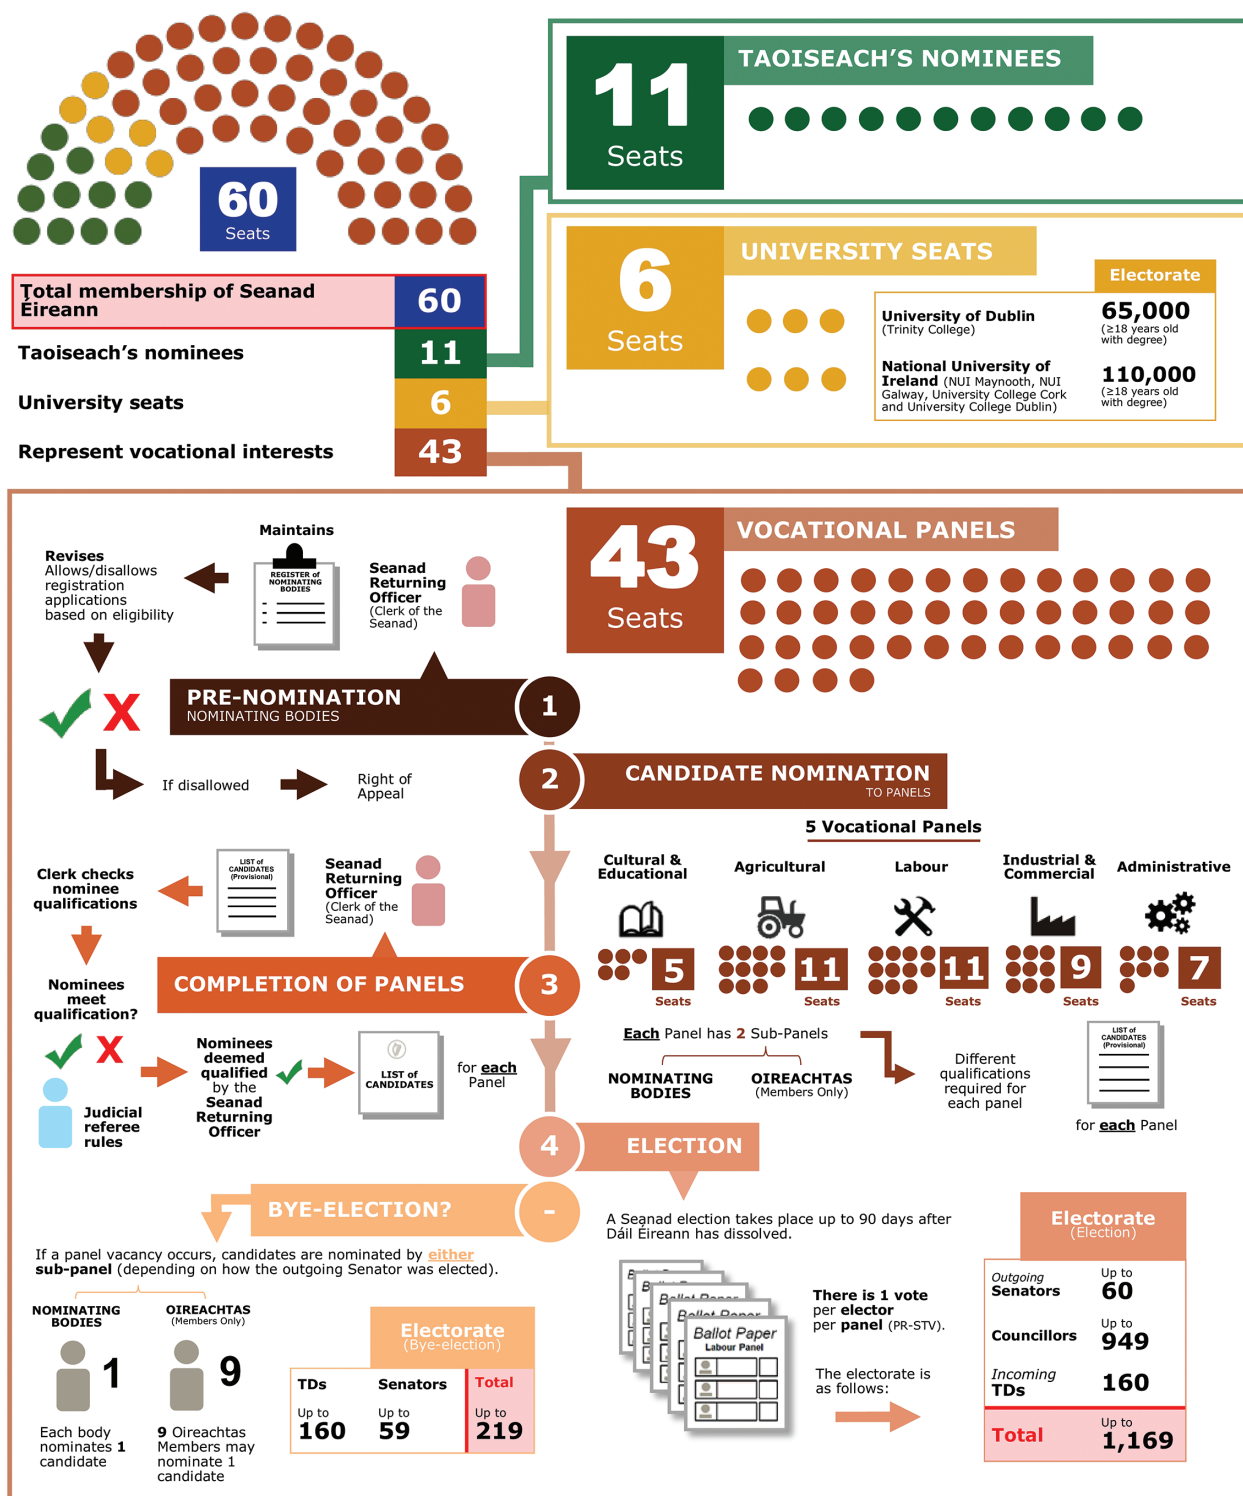 60
Seats
Total membership of Seanad
Éireann
60
Taoiseach's nominees
11
University seats
6
Represent vocational interests
43
11
Seats
TAOISEACH'S NOMINEES
6
Seats
UNIVERSITY SEATS
Electorate
University of Dublin
(Trinity College)
65,000
(≥18 years old
with degree)
National University of
Ireland (NUI Maynooth, NUI
Galway, University College Cork
and University College Dublin)
110,000
(≥18 years old
with degree)
43
Seats
VOCATIONAL PANELS
Maintains
Revises
Allows/disallows
registration
applications
based on eligibility
REGISTER of
NOMINATING
BODIES
Seanad
Returning
Officer
(Clerk of the
Seanad)
PRE-NOMINATION
NOMINATING BODIES
1
If disallowed
Right of
Appeal
2
CANDIDATE NOMINATION
TO PANELS
5 Vocational Panels
Cultural &
Educational
Agricultural
Labour
Industrial &
Commercial
Administrative
5
Seats
11
Seats
11
Seats
9
Seats
7
Seats
Each Panel has 2 Sub-Panels
NOMINATING
BODIES
OIREACHTAS
(Members Only)
Different
qualifications
required for
each panel
LIST of
CANDIDATES
(Provisional)
for each Panel
Clerk checks
nominee
qualifications
LIST of
CANDIDATES
(Provisional)
Seanad
Returning
Officer
(Clerk of the
Seanad)
COMPLETION OF PANELS
3
Nominees
meet
qualification?
Judicial
referee
rules
Nominees
deemed
qualified
by the
Seanad
Returning
Officer
LIST of
CANDIDATES
for each
Panel
4
ELECTION
A Seanad election takes place up to 90 days after
Dáil Éireann has dissolved.
Ballot Paper
Ballot Paper
Ballot Paper
Labour Panel
There is 1 vote
per elector
per panel (PR-STV).
The electorate is
as follows:
Electorate
(Election)
Outgoing
Senators
Up to
60
Councillors
Up to
949
Incoming
TDs
160
Total
Up to
1,169
BYE-ELECTION?
-
If a panel vacancy occurs, candidates are nominated by either
sub-panel (depending on how the outgoing Senator was elected).
NOMINATING
BODIES
OIREACHTAS
(Members Only)
1
9
Each body
nominates 1
candidate
9 Oireachtas
Members may
nominate 1
candidate
Electorate
(Bye-election)
TDs
Senators
Total
Up to
160
Up to
59
Up to
219